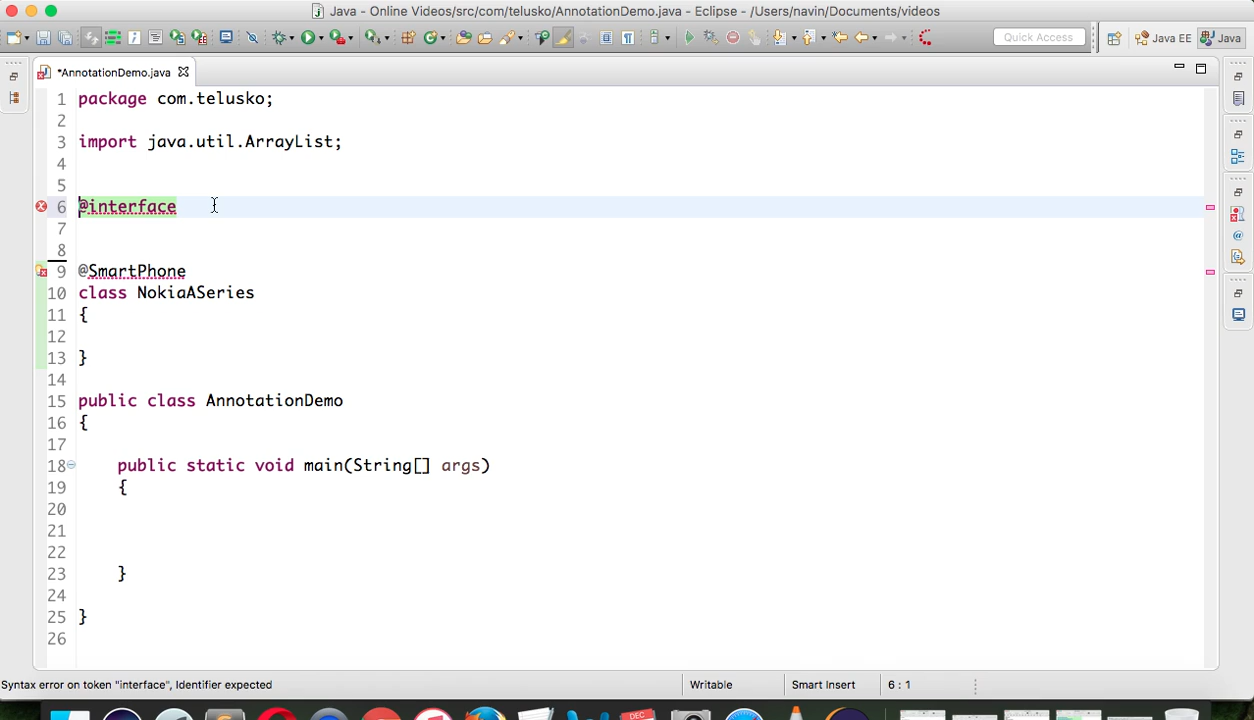 Java - Online Videos/src/com/telusko/AnnotationDemo.java - Eclipse - /Users/navin/Documents/videos
Quick Access
Java EE
Java
*AnnotationDemo.java
1 package com.telusko;
2
3 import java.util.ArrayList;
4
5
6 @interface
7
8
9 @SmartPhone
10 class NokiaASeries
11 {
12
13 }
14
15 public class AnnotationDemo
16 {
17
18 public static void main(String[] args)
19 {
20
21
22
23 }
24
25 }
26
Syntax error on token "interface", Identifier expected
Writable
Smart Insert
6 : 1
DEC